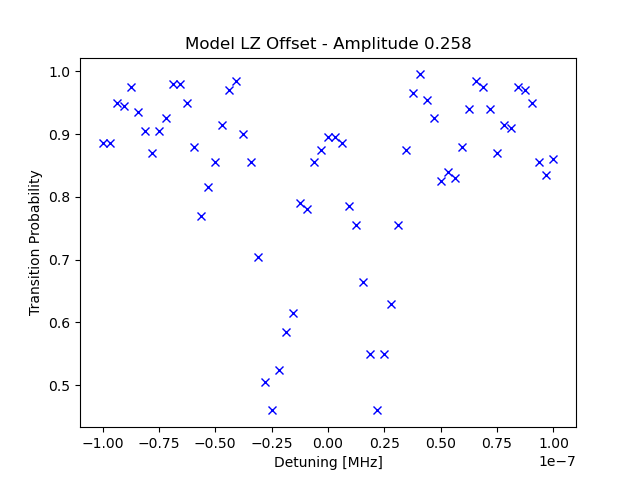 Model LZ Offset - Amplitude 0.258
1.0
0.9
0.8
0.7
0.6
0.5
Transition Probability
−1.00 −0.75 −0.50 −0.25 0.00 0.25 0.50 0.75 1.00
1e−7
Detuning [MHz]